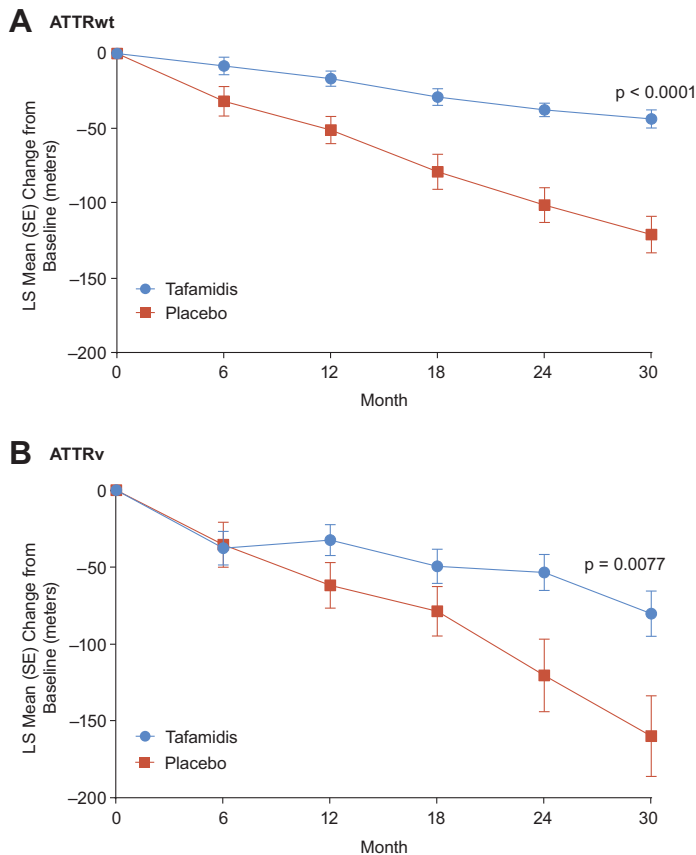 A ATTRwt
0
−50
−100
−150
−200
LS Mean (SE) Change from
Baseline (meters)
p < 0.0001
Tafamidis
Placebo
0 6 12 18 24 30
Month
B ATTRv
0
−50
−100
−150
−200
LS Mean (SE) Change from
Baseline (meters)
p = 0.0077
Tafamidis
Placebo
0 6 12 18 24 30
Month